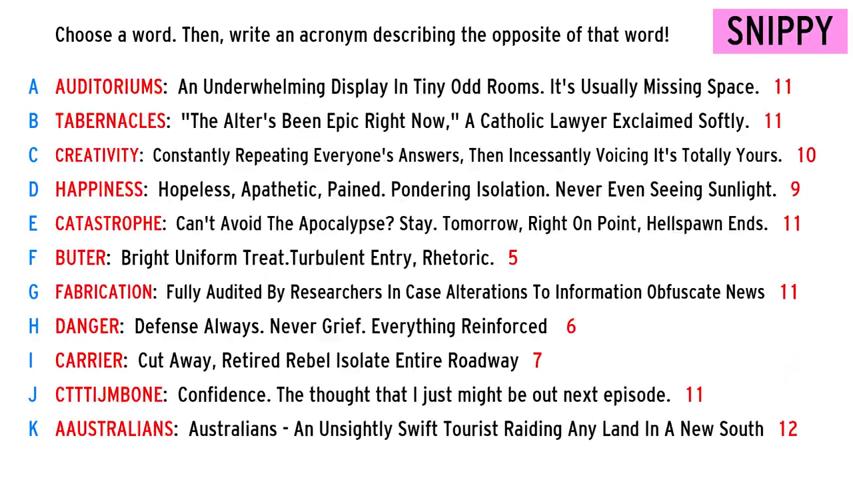 Choose a word. Then, write an acronym describing the opposite of that word!
SNIPPY
A AUDITORIUMS: An Underwhelming Display In Tiny Odd Rooms. It's Usually Missing Space. 11
B TABERNACLES: "The Alter's Been Epic Right Now," A Catholic Lawyer Exclaimed Softly. 11
C CREATIVITY: Constantly Repeating Everyone's Answers, Then Incessantly Voicing It's Totally Yours. 10
D HAPPINESS: Hopeless, Apathetic, Pained. Pondering Isolation. Never Even Seeing Sunlight. 9
E CATASTROPHE: Can't Avoid The Apocalypse? Stay. Tomorrow, Right On Point, Hellspawn Ends. 11
F BUTER: Bright Uniform Treat.Turbulent Entry, Rhetoric. 5
G FABRICATION: Fully Audited By Researchers In Case Alterations To Information Obfuscate News 11
H DANGER: Defense Always. Never Grief. Everything Reinforced 6
I CARRIER: Cut Away, Retired Rebel Isolate Entire Roadway 7
J CTTTIJMBONE: Confidence. The thought that I just might be out next episode. 11
K AAUSTRALIANS: Australians - An Unsightly Swift Tourist Raiding Any Land In A New South 12